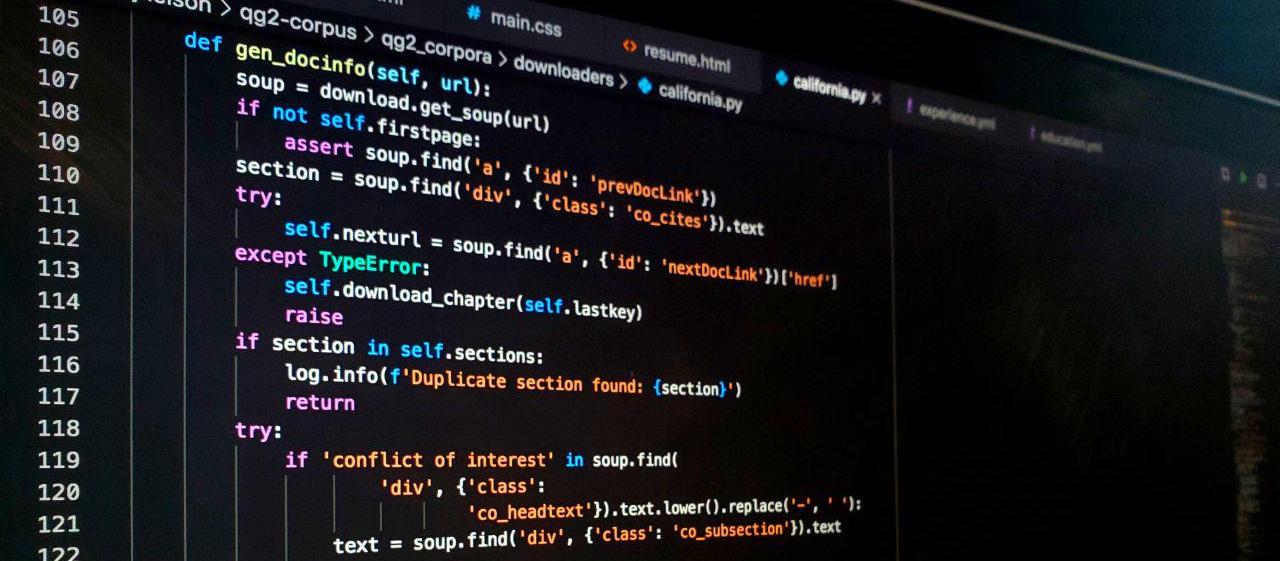 # main.css <> resume.html california.py × ! experience.yml ! education.yml
> qg2-corpus > qg2_corpora > downloaders > california.py
105 def gen_docinfo(self, url):
106 soup = download.get_soup(url)
107 if not self.firstpage:
108 assert soup.find('a', {'id': 'prevDocLink'})
109 section = soup.find('div', {'class': 'co_cites'}).text
110 try:
111 self.nexturl = soup.find('a', {'id': 'nextDocLink'})['href']
112 except TypeError:
113 self.download_chapter(self.lastkey)
114 raise
115 if section in self.sections:
116 log.info(f'Duplicate section found: {section}')
117 return
118 try:
119 if 'conflict of interest' in soup.find(
120 'div', {'class':
121 'co_headtext'}).text.lower().replace('-', ' '):
122 text = soup.find('div', {'class': 'co_subsection'}).text